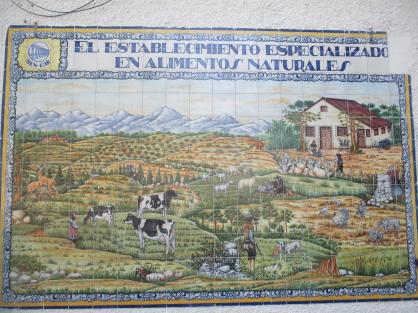 EL ESTABLECIMIENTO ESPECIALIZADO
EN ALIMENTOS NATURALES